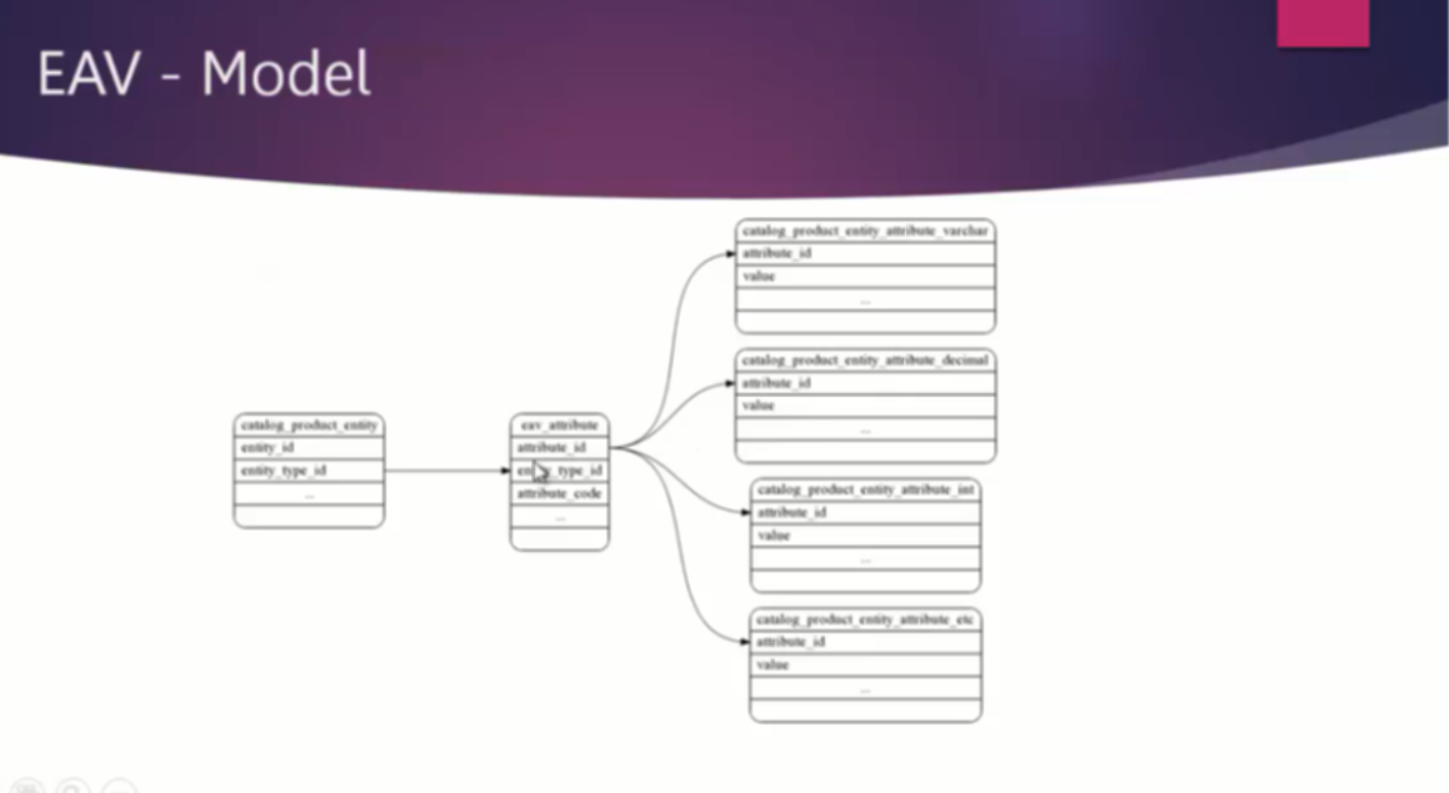 EAV - Model
catalog_product_entity
entity_id
entity_type_id
...
eav_attribute
attribute_id
entity_type_id
attribute_code
...
catalog_product_entity_attribute_varchar
attribute_id
value
...
catalog_product_entity_attribute_decimal
attribute_id
value
...
catalog_product_entity_attribute_int
attribute_id
value
...
catalog_product_entity_attribute_etc
attribute_id
value
...